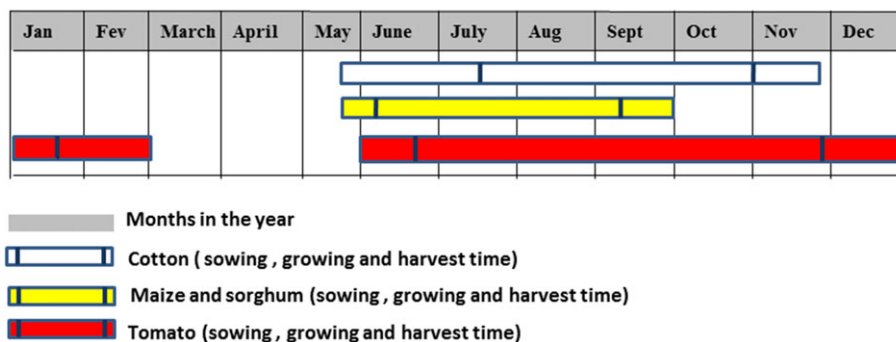 Jan Fev March April May June July Aug Sept Oct Nov Dec
Months in the year
Cotton ( sowing , growing and harvest time)
Maize and sorghum (sowing , growing and harvest time)
Tomato (sowing , growing and harvest time)